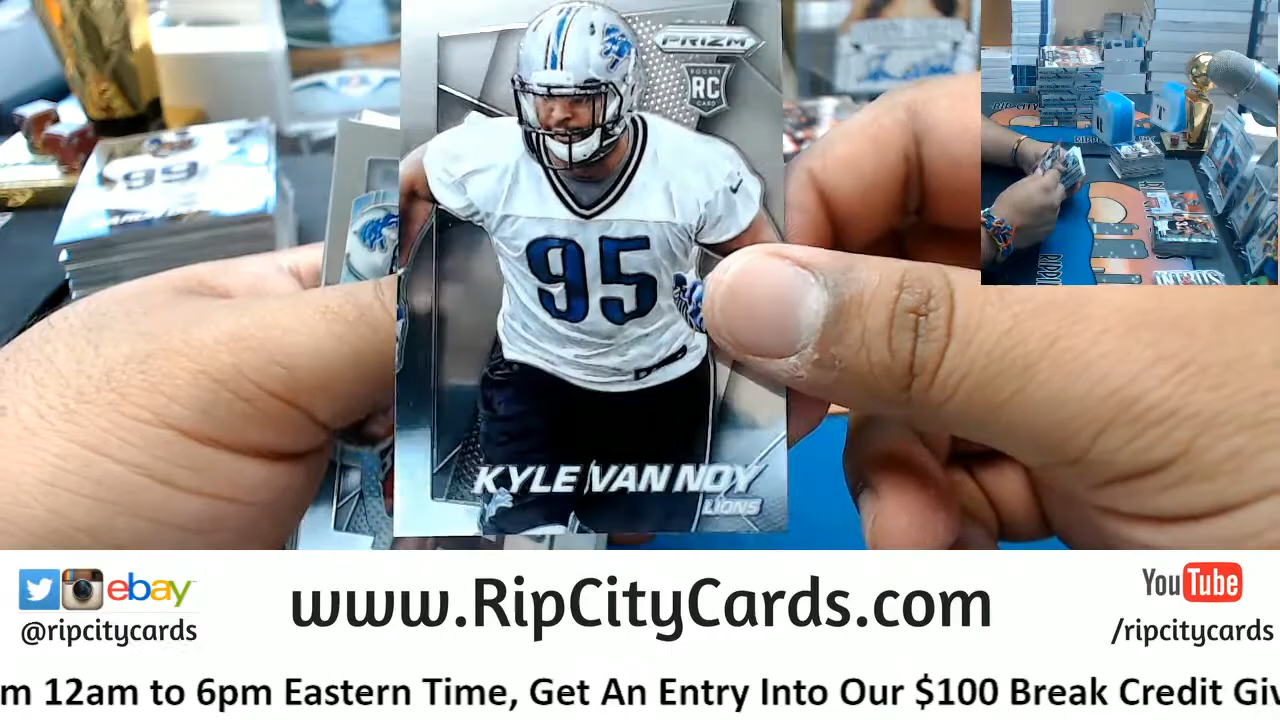 PRIZM
ROOKIE
RC
CARD
95
KYLE VAN NOY
LIONS
99
ebay
@ripcitycards
www.RipCityCards.com
YouTube
/ripcitycards
m 12am to 6pm Eastern Time, Get An Entry Into Our $100 Break Credit Giv